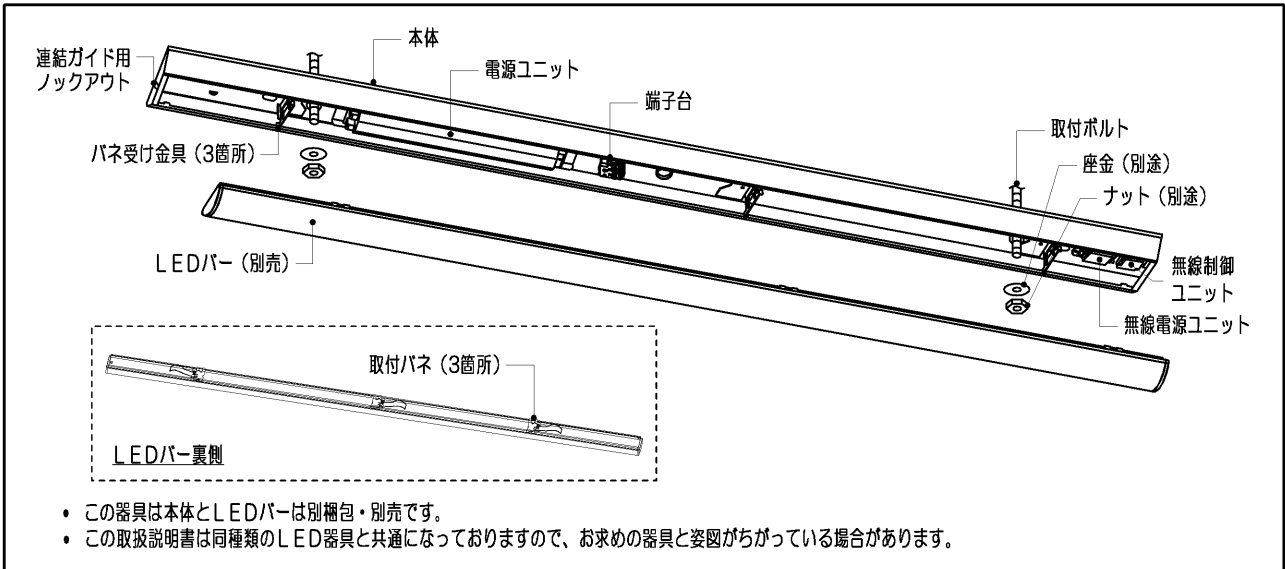 連結ガイド用
ノックアウト
本体
電源ユニット
端子台
取付ボルト
座金（別途）
ナット（別途）
バネ受け金具（3箇所）
LEDバー（別売）
無線制御
ユニット
無線電源ユニット
取付バネ（3箇所）
LEDバー裏側
• この器具は本体とLEDバーは別梱包・別売です。
• この取扱説明書は同種類のLED器具と共通になっておりますので、お求めの器具と姿図がちがっている場合があります。